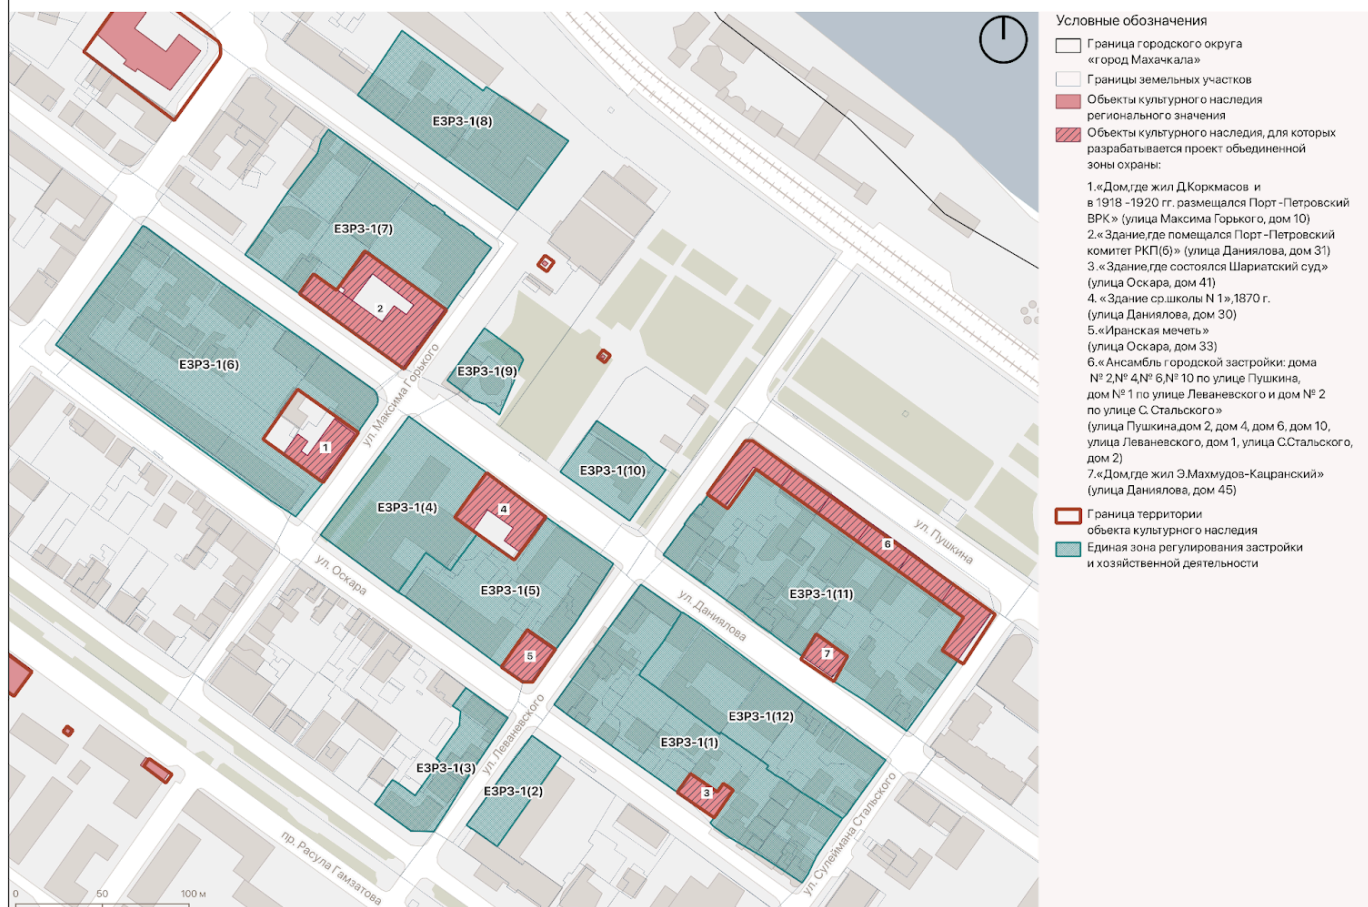 Условные обозначения
Граница городского округа
«город Махачкала»
Границы земельных участков
Объекты культурного наследия
регионального значения
Объекты культурного наследия, для которых
разрабатывается проект объединенной
зоны охраны:
1.«Дом,где жил Д.Коркмасов и
в 1918 -1920 гг. размещался Порт -Петровский
ВРК» (улица Максима Горького, дом 10)
2.«Здание,где помещался Порт -Петровский
комитет РКП(б)» (улица Даниялова, дом 31)
3.«Здание,где состоялся Шариатский суд»
(улица Оскара, дом 41)
4. «Здание ср.школы N 1»,1870 г.
(улица Даниялова, дом 30)
5.«Иранская мечеть»
(улица Оскара, дом 33)
6.«Ансамбль городской застройки: дома
№ 2,№ 4,№ 6,№ 10 по улице Пушкина,
дом № 1 по улице Леваневского и дом № 2
по улице С. Стальского»
(улица Пушкина,дом 2, дом 4, дом 6, дом 10,
улица Леваневского, дом 1, улица С.Стальского,
дом 2)
7.«Дом,где жил Э.Махмудов-Кацранский»
(улица Даниялова, дом 45)
Граница территории
объекта культурного наследия
Единая зона регулирования застройки
и хозяйственной деятельности
ЕЗРЗ-1(8)
ЕЗРЗ-1(7)
2
ЕЗРЗ-1(6)
ЕЗРЗ-1(9)
ул. Максима Горького
1
ЕЗРЗ-1(10)
ЕЗРЗ-1(4)
4
ул. Пушкина
6
ул. Оскара
ЕЗРЗ-1(5)
ЕЗРЗ-1(11)
ул. Даниялова
5
7
ЕЗРЗ-1(12)
ул. Леваневского
ЕЗРЗ-1(1)
ЕЗРЗ-1(3)
ЕЗРЗ-1(2)
3
ул. Сулеймана Стальского
пр. Расула Гамзатова
0 50 100 м